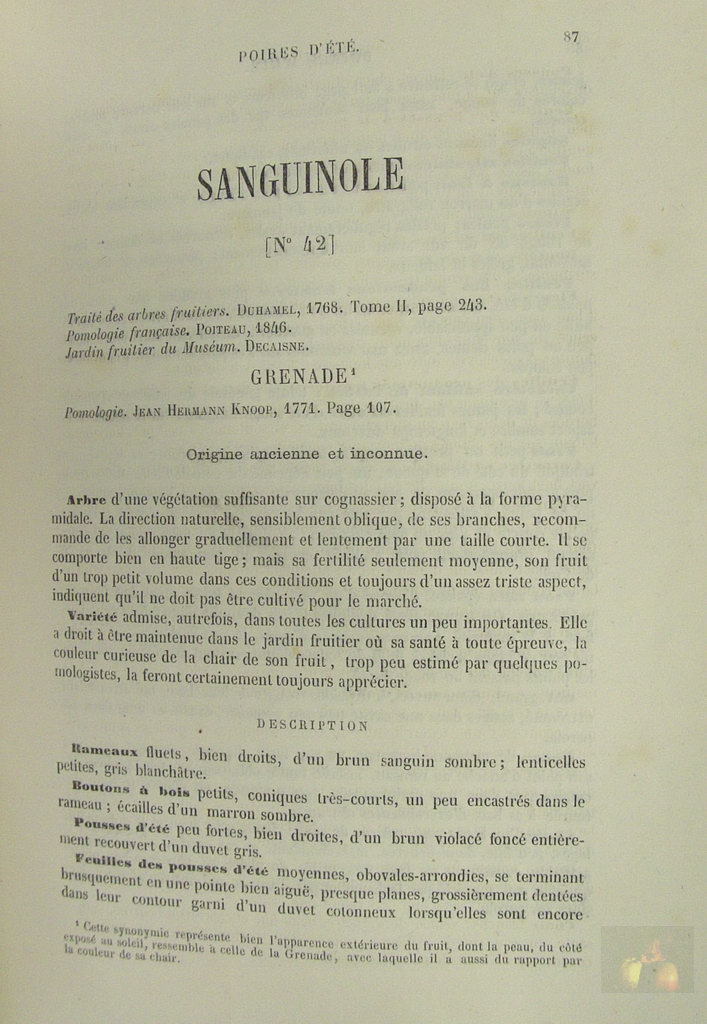 POIRES D'ÉTÉ.
87
SANGUINOLE
[N° 42]
Traité des arbres fruitiers. DUHAMEL, 1768. Tome II, page 243.
Pomologie française. POITEAU, 1846.
Jardin fruitier du Muséum. DECAISNE.
GRENADE¹
Pomologie. JEAN HERMANN KNOOP, 1771. Page 107.
Origine ancienne et inconnue.
Arbre d'une végétation suffisante sur cognassier ; disposé à la forme pyra-
midale. La direction naturelle, sensiblement oblique, de ses branches, recom-
mande de les allonger graduellement et lentement par une taille courte. Il se
comporte bien en haute tige ; mais sa fertilité seulement moyenne, son fruit
d'un trop petit volume dans ces conditions et toujours d'un assez triste aspect,
indiquent qu'il ne doit pas être cultivé pour le marché.
Variété admise, autrefois, dans toutes les cultures un peu importantes. Elle
a droit à être maintenue dans le jardin fruitier où sa santé à toute épreuve, la
couleur curieuse de la chair de son fruit, trop peu estimé par quelques po-
mologistes, la feront certainement toujours apprécier.
DESCRIPTION
Rameaux fluets, bien droits, d'un brun sanguin sombre ; lenticelles
petites, gris blanchâtre.
Boutons à bois petits, coniques très-courts, un peu encastrés dans le
rameau ; écailles d'un marron sombre.
Pousses d'été peu fortes, bien droites, d'un brun violacé foncé entière-
ment recouvert d'un duvet gris.
Feuilles des pousses d'été moyennes, obovales-arrondies, se terminant
brusquement en une pointe bien aiguë, presque planes, grossièrement dentées
dans leur contour garni d'un duvet cotonneux lorsqu'elles sont encore
¹ Cette synonymie représente bien l'apparence extérieure du fruit, dont la peau, du côté
exposé au soleil, ressemble à celle de la Grenade, avec laquelle il a aussi du rapport par
la couleur de sa chair.